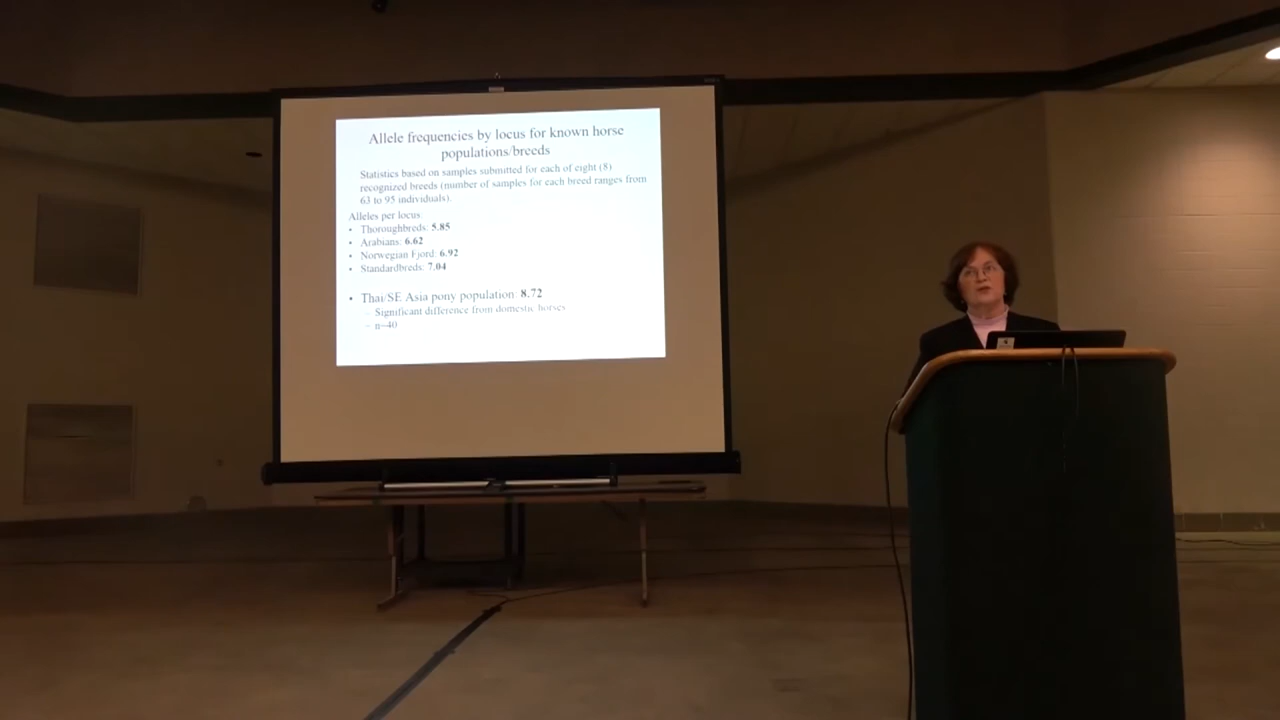 Allele frequencies by locus for known horse
populations/breeds
Statistics based on samples submitted for each of eight (8)
recognized breeds (number of samples for each breed ranges from
63 to 95 individuals).
Alleles per locus:
• Thoroughbreds: 5.85
• Arabians: 6.62
• Norwegian Fjord: 6.92
• Standardbreds: 7.04
• Thai/SE Asia pony population: 8.72
– Significant difference from domestic horses
– n=40